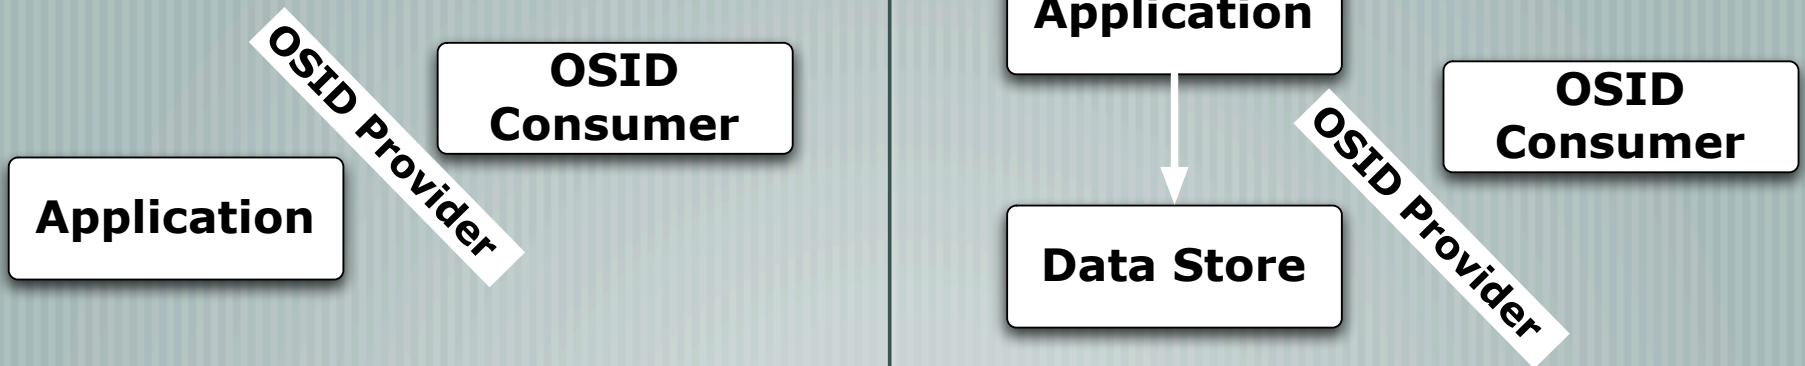 OSID Provider
OSID
Consumer
Application
Application
OSID
Consumer
OSID Provider
Data Store